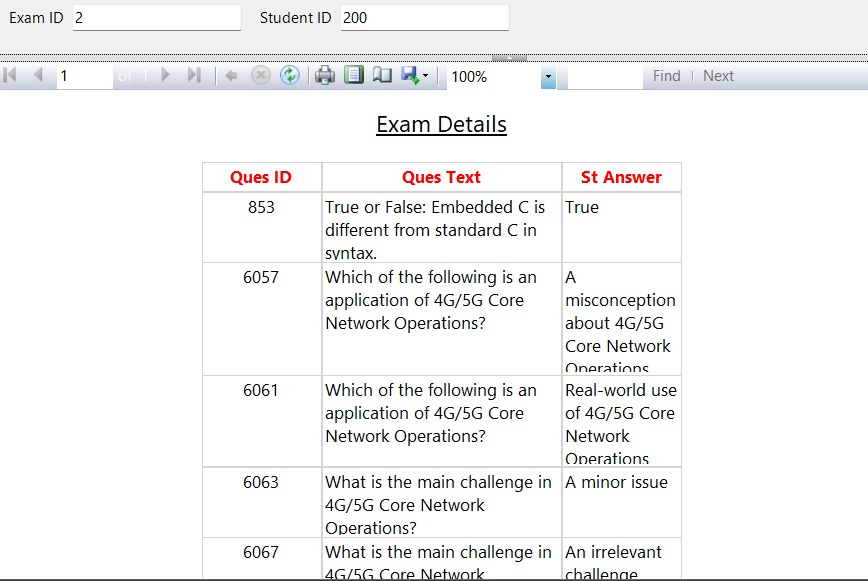 Exam ID 2 Student ID 200
1 of 1 100% Find | Next
Exam Details
Ques ID Ques Text St Answer
853 True or False: Embedded C is True
different from standard C in
syntax.
6057 Which of the following is an A
application of 4G/5G Core misconception
Network Operations? about 4G/5G
Core Network
Operations
6061 Which of the following is an Real-world use
application of 4G/5G Core of 4G/5G Core
Network Operations? Network
Operations
6063 What is the main challenge in A minor issue
4G/5G Core Network
Operations?
6067 What is the main challenge in An irrelevant
4G/5G Core Network challenge